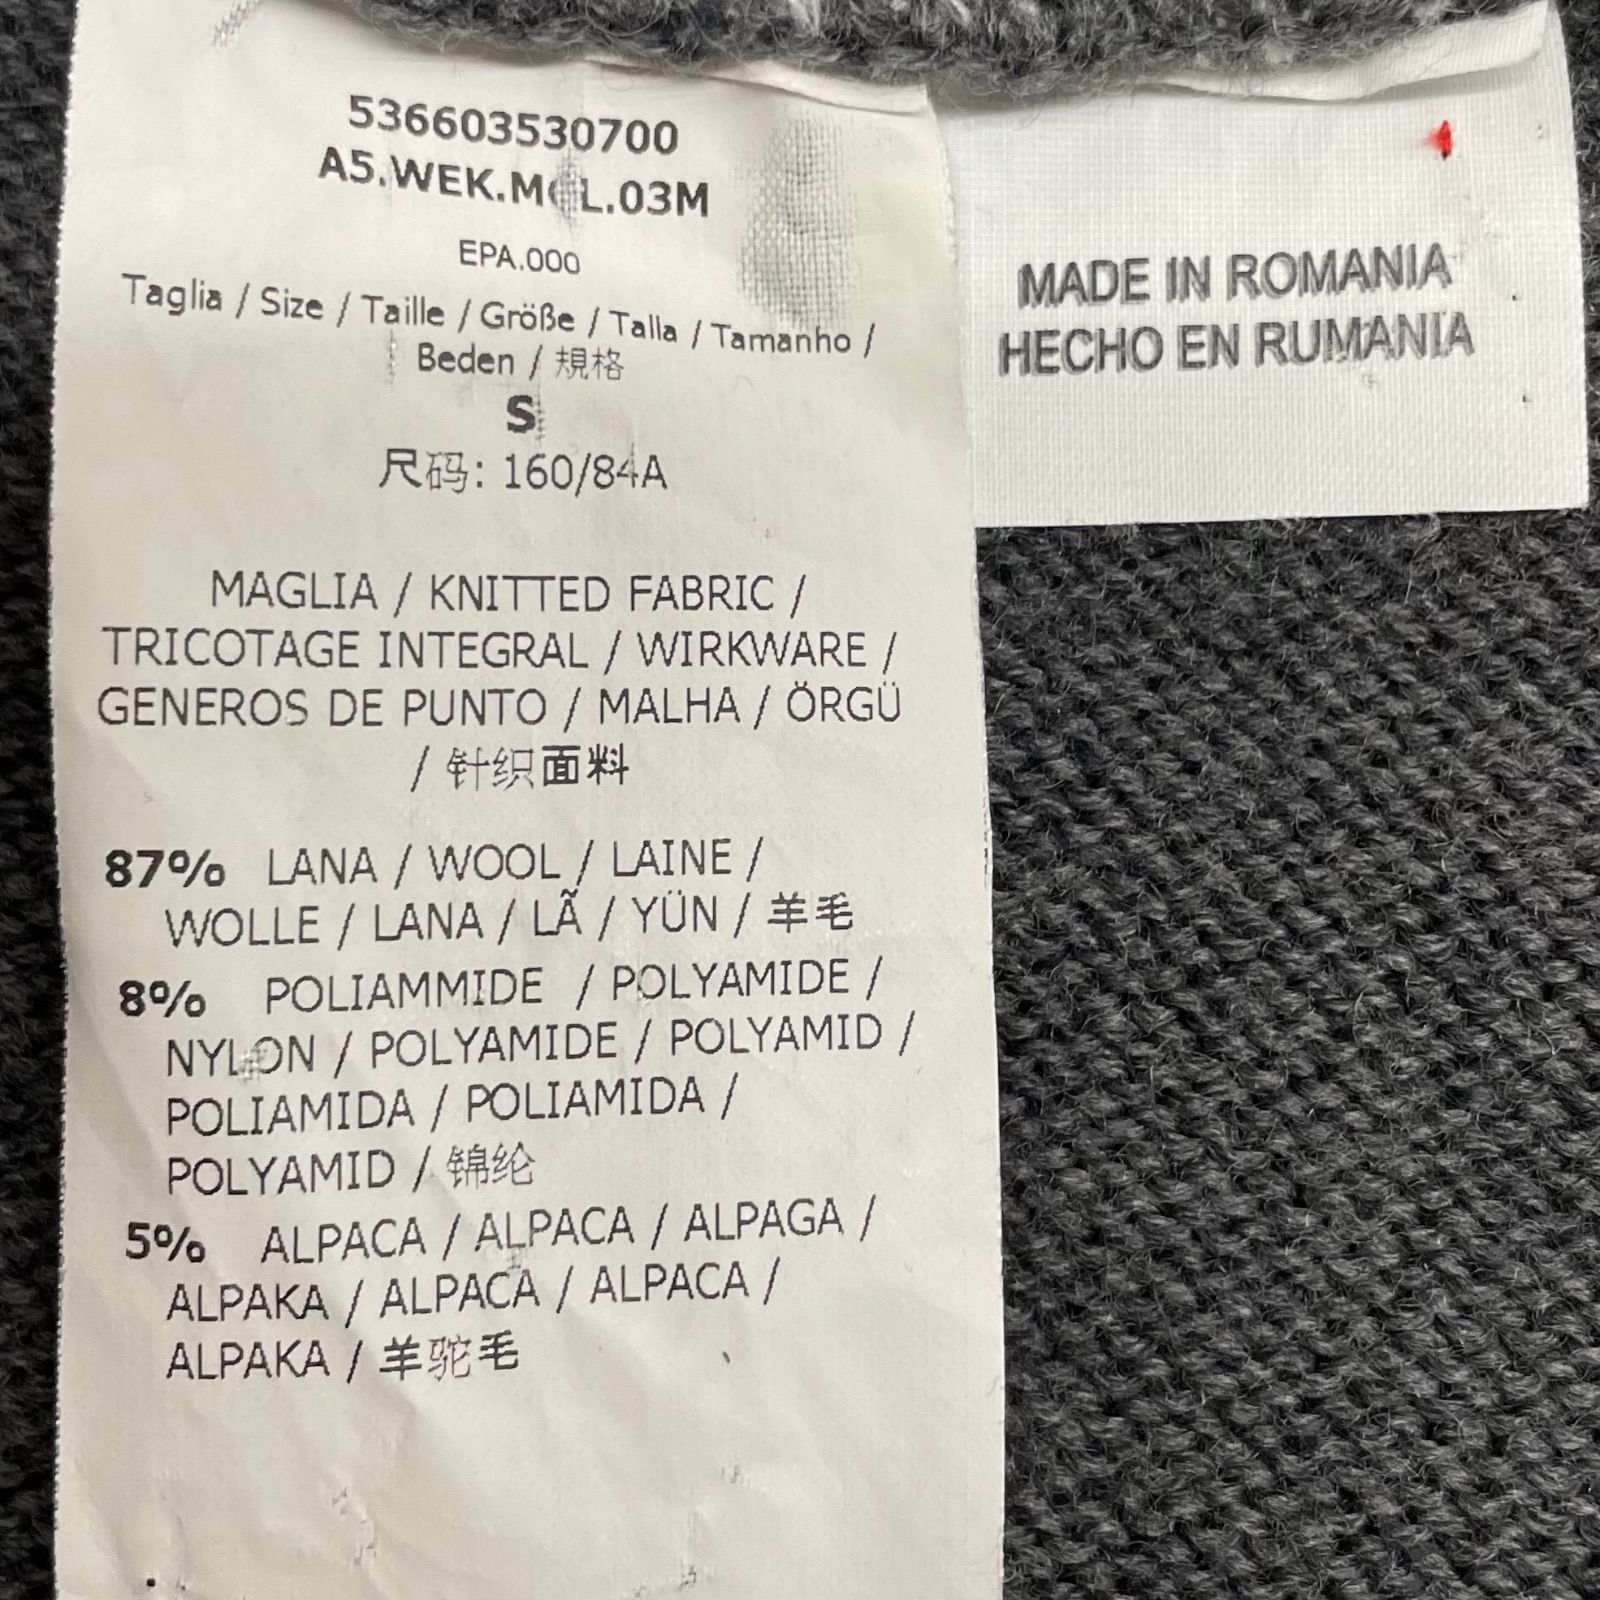 536603530700
EPA.000
Taglia / Size / Taille / Größe / Talla / Tamanho /
Beden / 規格
S
尺码: 160/84A
MAGLIA / KNITTED FABRIC /
TRICOTAGE INTEGRAL / WIRKWARE /
GENEROS DE PUNTO / MALHA / ÖRGÜ
/ 针织面料
87% LANA / WOOL / LAINE /
WOLLE / LANA / LÃ / YÜN / 羊毛
8% POLIAMMIDE / POLYAMIDE /
NYLON / POLYAMIDE / POLYAMID /
POLIAMIDA / POLIAMIDA /
POLYAMID / 锦纶
5% ALPACA / ALPACA / ALPAGA /
ALPAKA / ALPACA / ALPACA /
ALPAKA / 羊驼毛
MADE IN ROMANIA
HECHO EN RUMANIA